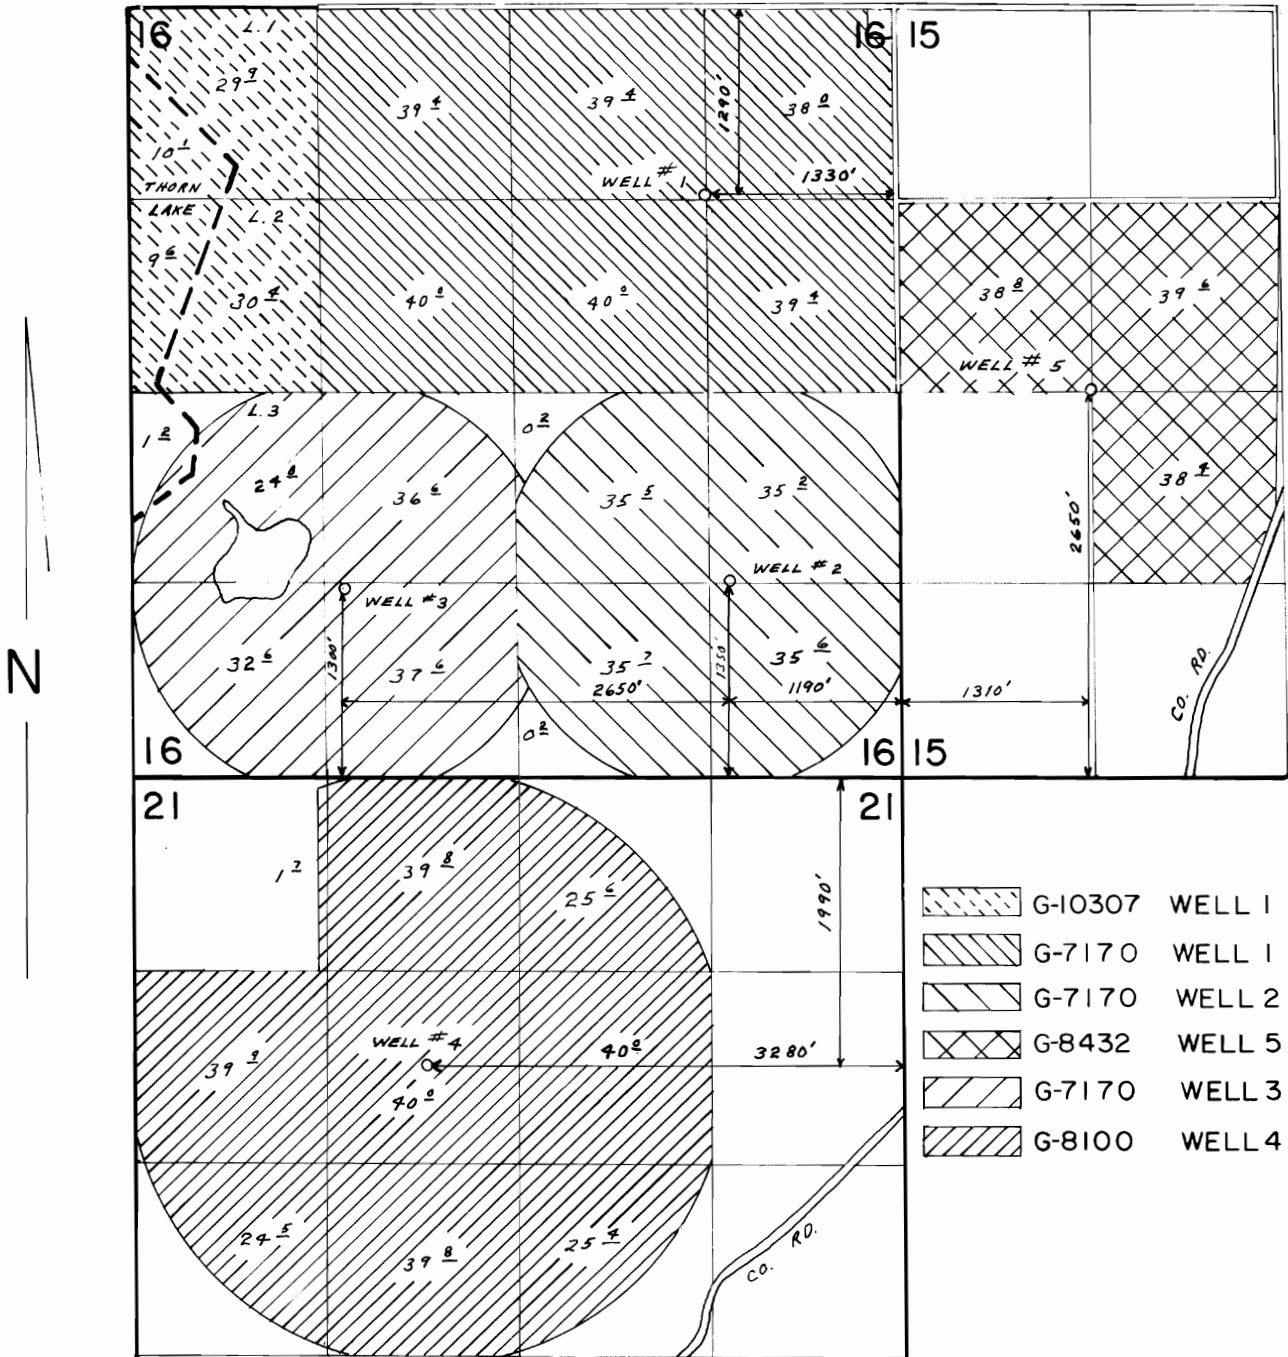 16
L. 1
16
15
29 9
39 4
39 4
38 0
1290'
10 1
THORN
LAKE
WELL #1
1330'
L. 2
9 6
30 4
40 0
40 0
39 4
38 8
39 6
WELL # 5
L. 3
1 2
0 2
24 0
36 6
35 5
35 2
38 4
2650'
WELL #2
WELL #3
32 6
1300'
37 6
35 7
2650'
1350'
35 6
1190'
1310'
CO. RD.
0 2
16
16
15
N
21
21
1 7
39 8
25 6
1990'
G-10307 WELL 1
G-7170 WELL 1
G-7170 WELL 2
G-8432 WELL 5
G-7170 WELL 3
G-8100 WELL 4
WELL #4
39 9
40 0
40 0
3280'
24 5
39 8
25 4
CO. RD.